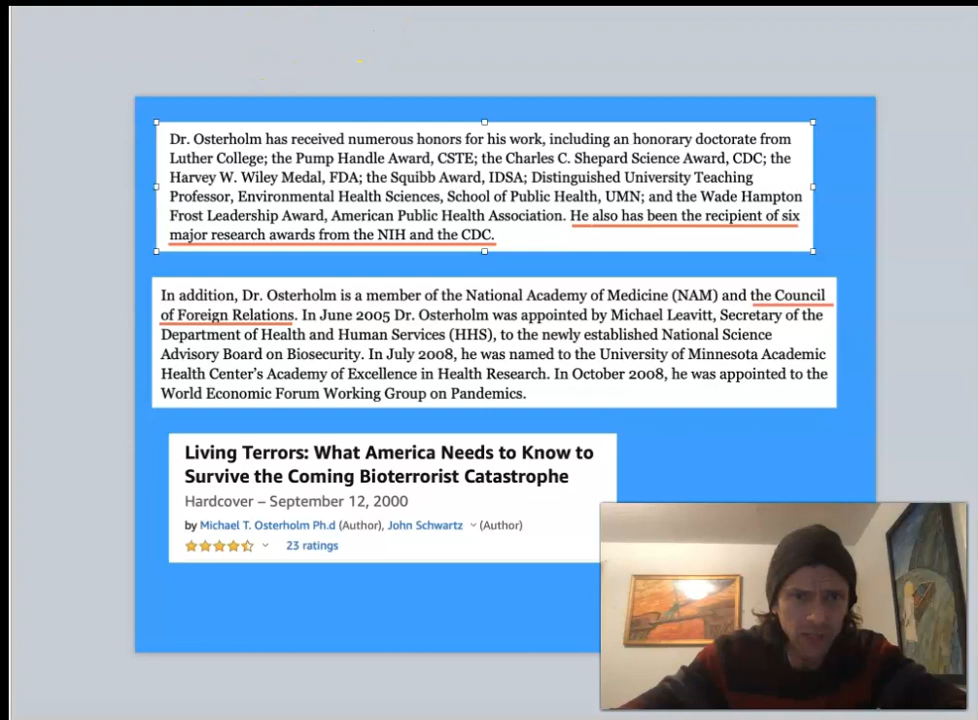 Dr. Osterholm has received numerous honors for his work, including an honorary doctorate from
Luther College; the Pump Handle Award, CSTE; the Charles C. Shepard Science Award, CDC; the
Harvey W. Wiley Medal, FDA; the Squibb Award, IDSA; Distinguished University Teaching
Professor, Environmental Health Sciences, School of Public Health, UMN; and the Wade Hampton
Frost Leadership Award, American Public Health Association. He also has been the recipient of six
major research awards from the NIH and the CDC.
In addition, Dr. Osterholm is a member of the National Academy of Medicine (NAM) and the Council
of Foreign Relations. In June 2005 Dr. Osterholm was appointed by Michael Leavitt, Secretary of the
Department of Health and Human Services (HHS), to the newly established National Science
Advisory Board on Biosecurity. In July 2008, he was named to the University of Minnesota Academic
Health Center's Academy of Excellence in Health Research. In October 2008, he was appointed to the
World Economic Forum Working Group on Pandemics.
Living Terrors: What America Needs to Know to
Survive the Coming Bioterrorist Catastrophe
Hardcover – September 12, 2000
by Michael T. Osterholm Ph.d (Author), John Schwartz (Author)
23 ratings